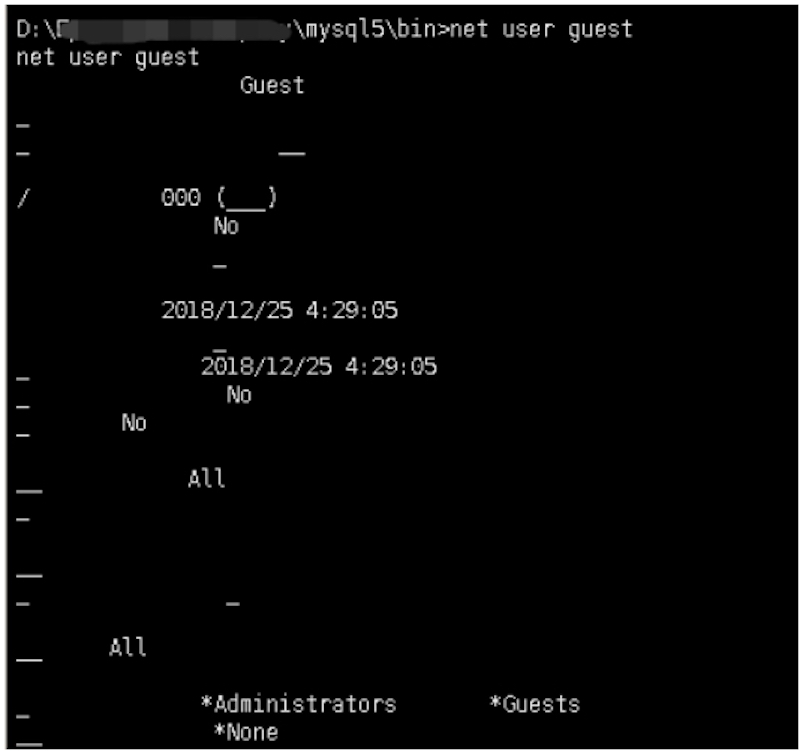 D:\ \mysql5\bin>net user guest
net user guest
Guest
_
_ __
/ 000 (___)
No
_
2018/12/25 4:29:05
_
2018/12/25 4:29:05
_
No
_
No
_
All
__
_
__
_ _
All
__
*Administrators *Guests
_
*None
__